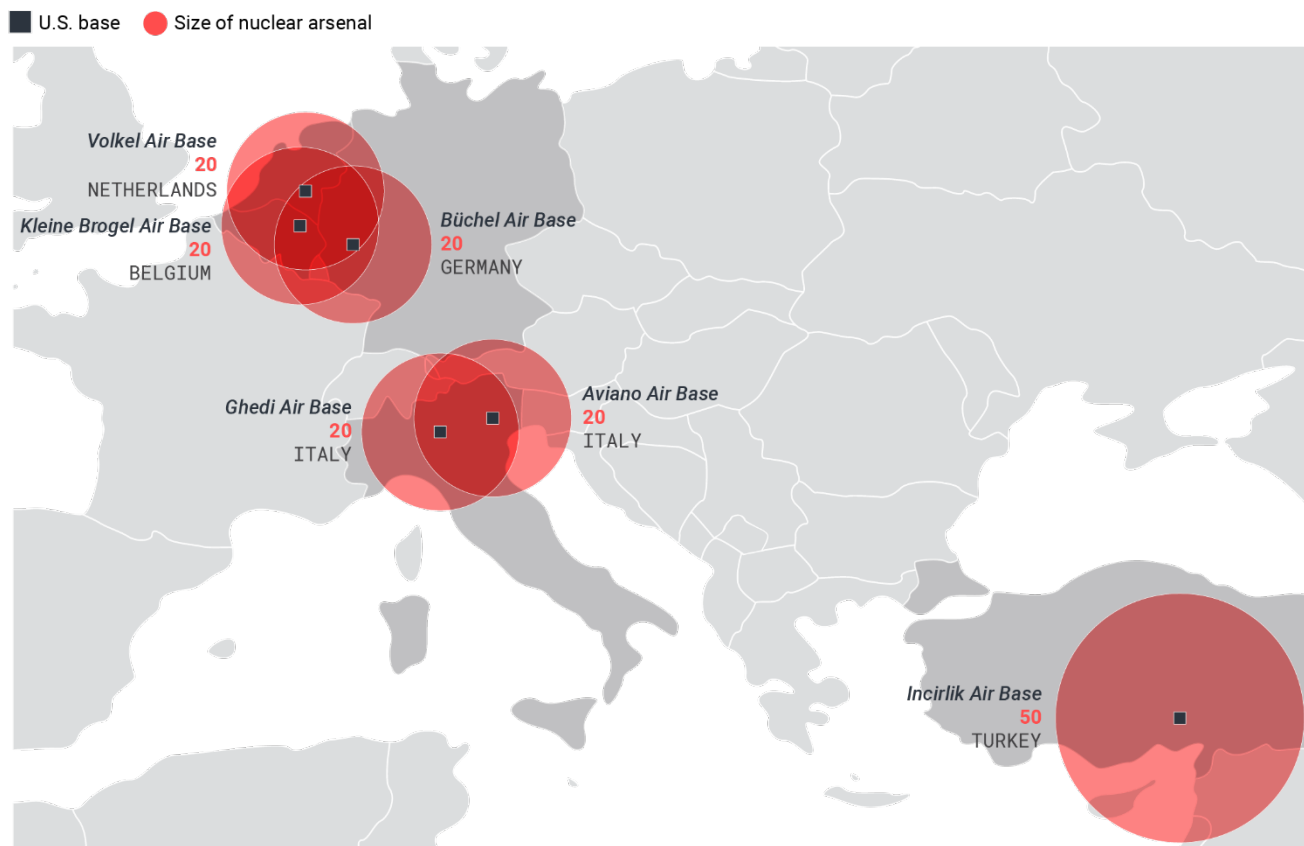 U.S. base
Size of nuclear arsenal
Volkel Air Base
20
NETHERLANDS
Kleine Brogel Air Base
20
BELGIUM
Büchel Air Base
20
GERMANY
Ghedi Air Base
20
ITALY
Aviano Air Base
20
ITALY
Incirlik Air Base
50
TURKEY